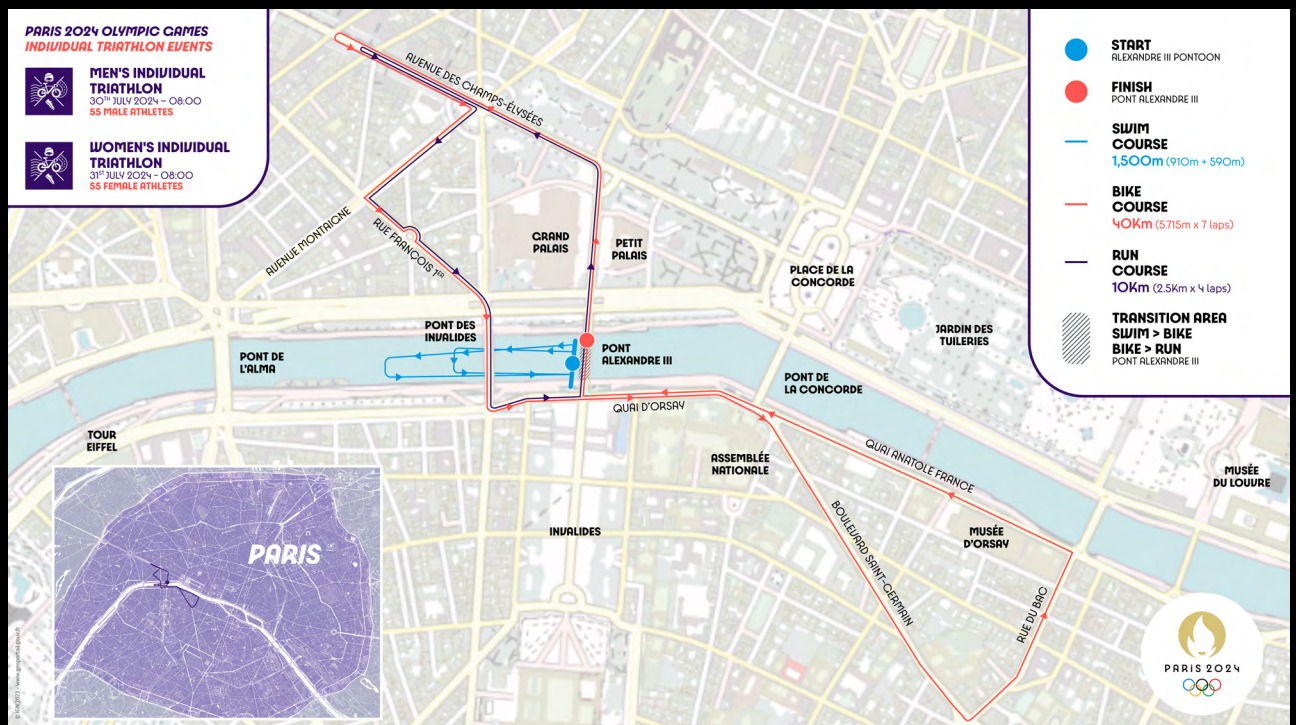 PARIS 2024 OLYMPIC GAMES
INDIVIDUAL TRIATHLON EVENTS
MEN'S INDIVIDUAL
TRIATHLON
30TH JULY 2024 – 08:00
55 MALE ATHLETES
WOMEN'S INDIVIDUAL
TRIATHLON
31ST JULY 2024 - 08:00
55 FEMALE ATHLETES
START
ALEXANDRE III PONTOON
FINISH
PONT ALEXANDRE III
SWIM
COURSE
1,500m (910m + 590m)
BIKE
COURSE
40Km (5.715m x 7 laps)
RUN
COURSE
10Km (2.5Km x 4 laps)
TRANSITION AREA
SWIM > BIKE
BIKE > RUN
PONT ALEXANDRE III
AVENUE DES CHAMPS-ÉLYSÉES
AVENUE MONTAIGNE
RUE FRANÇOIS 1ER
GRAND
PALAIS
PETIT
PALAIS
PLACE DE LA
CONCORDE
JARDIN DES
TUILERIES
PONT DE
L'ALMA
PONT DES
INVALIDES
PONT
ALEXANDRE III
PONT DE
LA CONCORDE
QUAI D'ORSAY
TOUR
EIFFEL
ASSEMBLÉE
NATIONALE
QUAI ANATOLE FRANCE
MUSÉE
DU LOUVRE
INVALIDES
BOULEVARD SAINT-GERMAIN
MUSÉE
D'ORSAY
RUE DU BAC
PARIS
PARIS 2024
© IGN 2023 - www.geoportail.gouv.fr